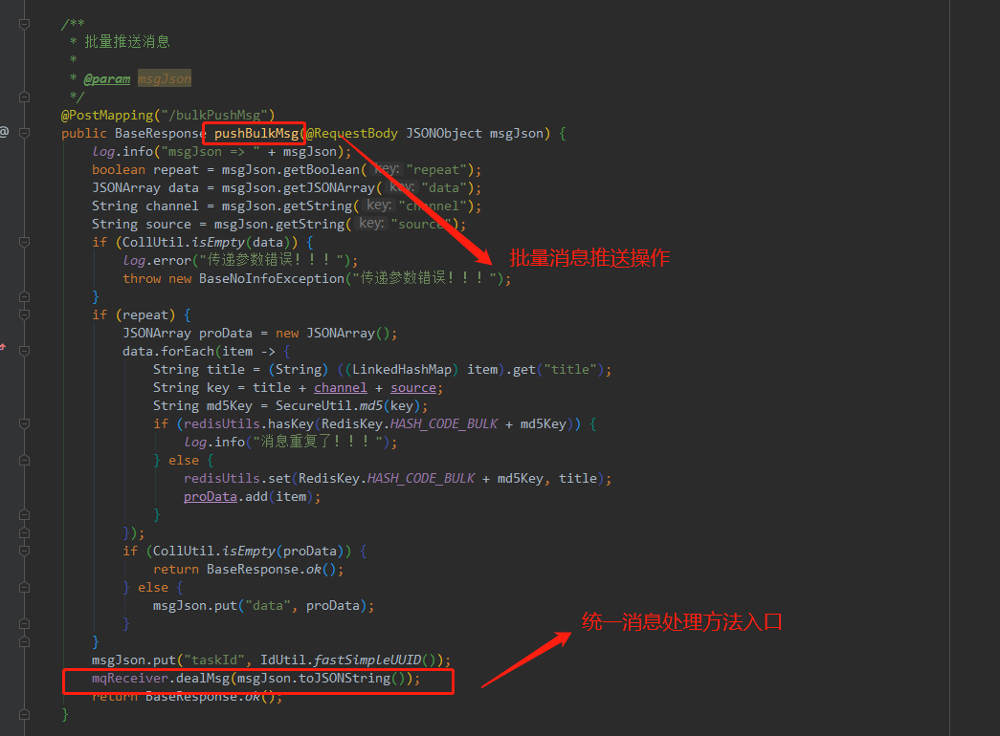 /**
* 批量推送消息
*
* @param msgJson
*/
@PostMapping("/bulkPushMsg")
public BaseResponse pushBulkMsg(@RequestBody JSONObject msgJson) {
log.info("msgJson => " + msgJson);
boolean repeat = msgJson.getBoolean( key: "repeat");
JSONArray data = msgJson.getJSONArray( key: "data");
String channel = msgJson.getString( key: "channel");
String source = msgJson.getString( key: "source");
if (CollUtil.isEmpty(data)) {
批量消息推送操作
log.error("传递参数错误！！！");
throw new BaseNoInfoException("传递参数错误！！！");
}
if (repeat) {
JSONArray proData = new JSONArray();
data.forEach(item -> {
String title = (String) ((LinkedHashMap) item).get("title");
String key = title + channel + source;
String md5Key = SecureUtil.md5(key);
if (redisUtils.hasKey(RedisKey.HASH_CODE_BULK + md5Key)) {
log.info("消息重复了！！！");
} else {
redisUtils.set(RedisKey.HASH_CODE_BULK + md5Key, title);
proData.add(item);
}
});
if (CollUtil.isEmpty(proData)) {
return BaseResponse.ok();
} else {
msgJson.put("data", proData);
}
统一消息处理方法入口
}
msgJson.put("taskId", IdUtil.fastSimpleUUID());
mqReceiver.dealMsg(msgJson.toJSONString());
return BaseResponse.ok();
}